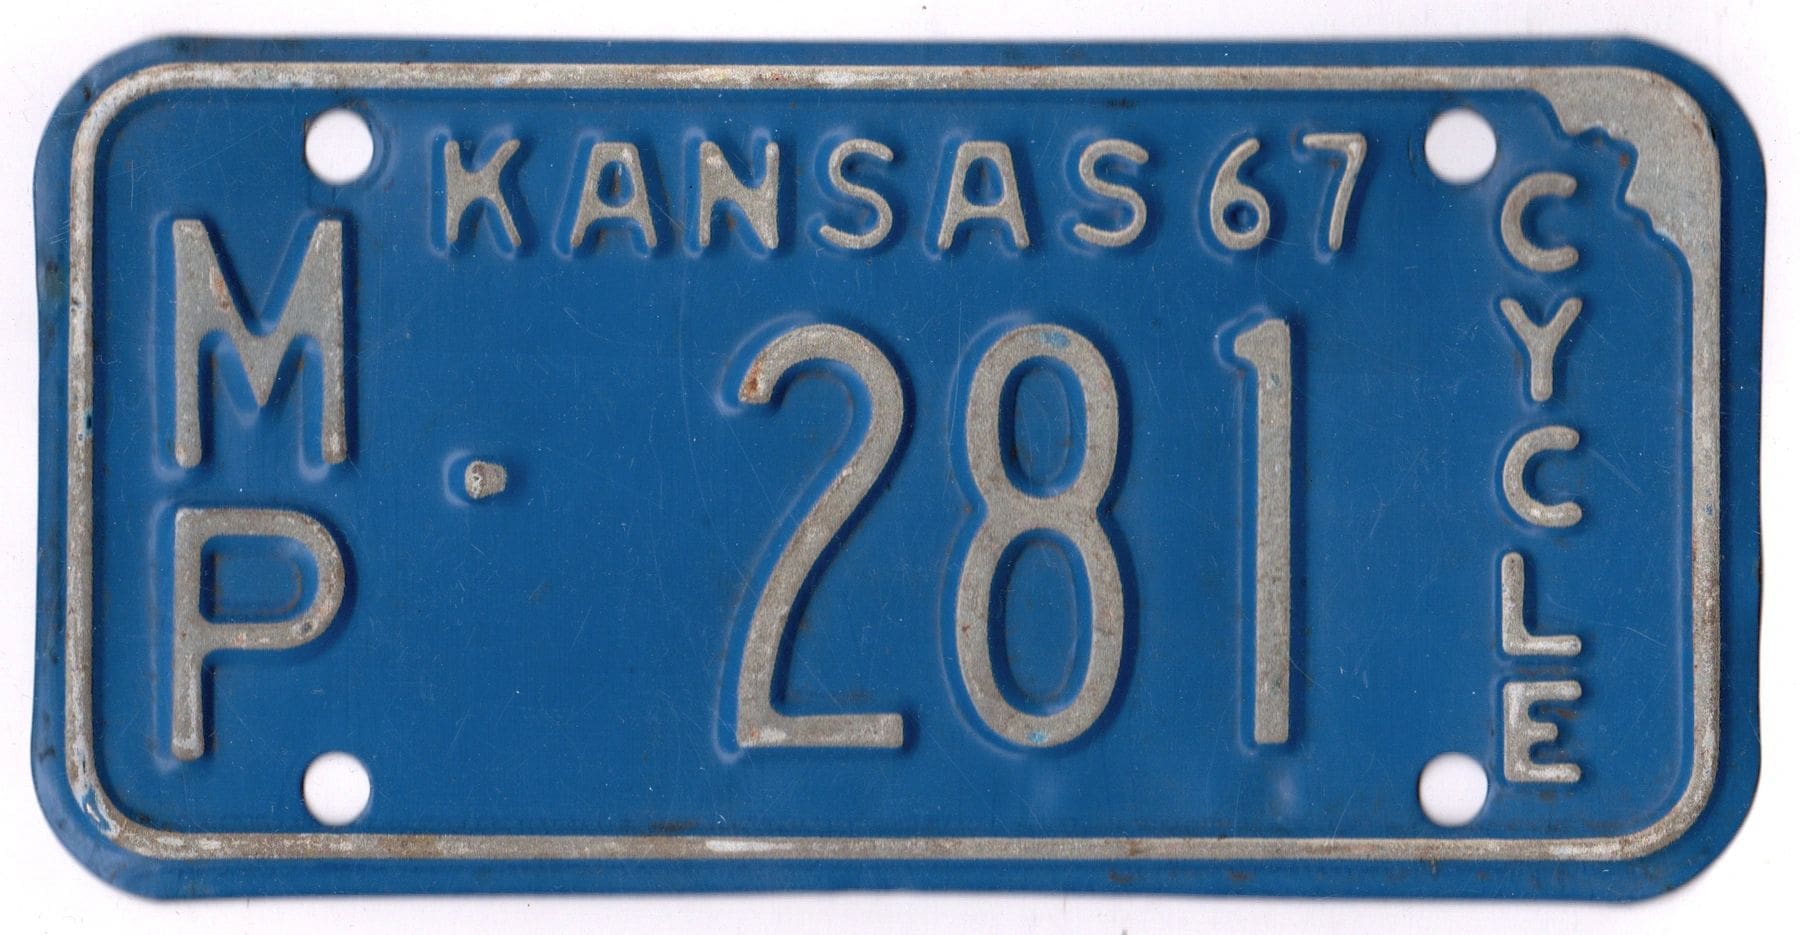 KANSAS 67
MP · 281
CYCLE